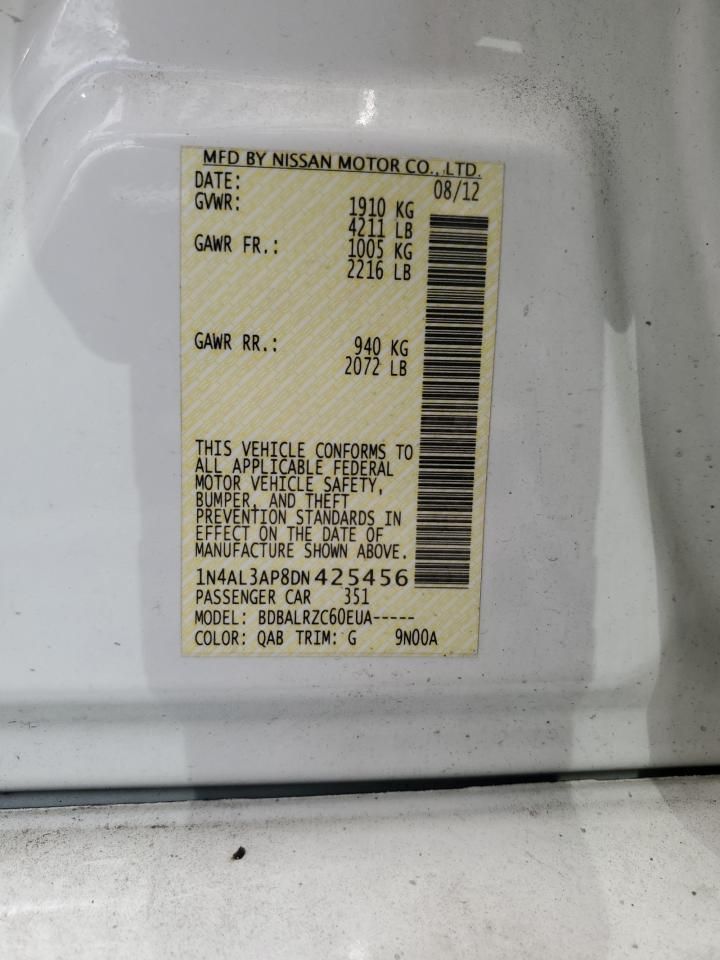 MFD BY NISSAN MOTOR CO., LTD.
DATE: 08/12
GVWR: 1910 KG
4211 LB
GAWR FR.: 1005 KG
2216 LB
GAWR RR.: 940 KG
2072 LB
THIS VEHICLE CONFORMS TO
ALL APPLICABLE FEDERAL
MOTOR VEHICLE SAFETY,
BUMPER, AND THEFT
PREVENTION STANDARDS IN
EFFECT ON THE DATE OF
MANUFACTURE SHOWN ABOVE.
1N4AL3AP8DN425456
PASSENGER CAR 351
MODEL: BDBALRZC60EUA-----
COLOR: QAB TRIM: G 9N00A